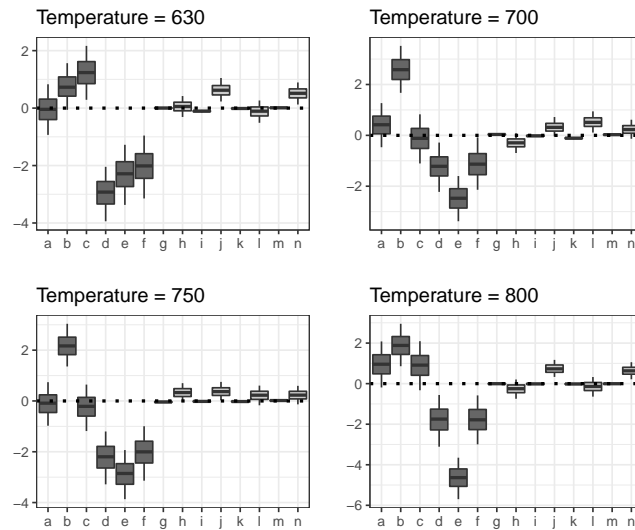 Temperature = 630
2
0
−2
−4
a b c d e f g h i j k l m n
Temperature = 700
2
0
−2
a b c d e f g h i j k l m n
Temperature = 750
2
0
−2
−4
a b c d e f g h i j k l m n
Temperature = 800
2
0
−2
−4
−6
a b c d e f g h i j k l m n